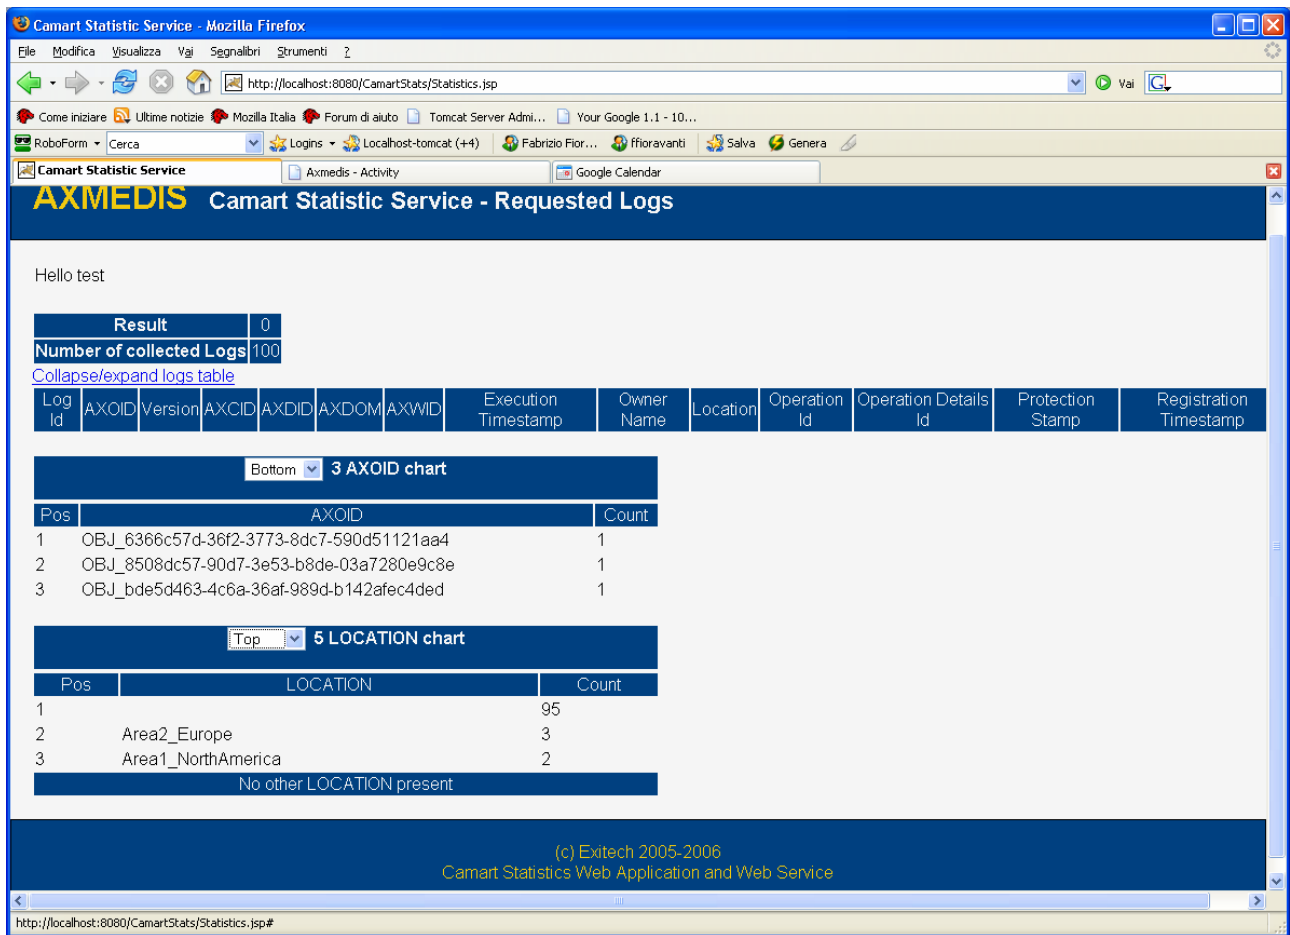 Camart Statistic Service - Mozilla Firefox
File Modifica Visualizza Vai Segnalibri Strumenti ?
http://localhost:8080/CamartStats/Statistics.jsp Vai G
Come iniziare Ultime notizie Mozilla Italia Forum di aiuto Tomcat Server Admi... Your Google 1.1 - 10...
RoboForm Cerca Logins Localhost-tomcat (+4) Fabrizio Fior... ffioravanti Salva Genera
Camart Statistic Service Axmedis - Activity Google Calendar
AXMEDIS Camart Statistic Service - Requested Logs
Hello test
Result 0
Number of collected Logs 100
Collapse/expand logs table
Log Id AXOID Version AXCID AXDID AXDOM AXWID Execution Timestamp Owner Name Location Operation Id Operation Details Id Protection Stamp Registration Timestamp
Bottom 3 AXOID chart
Pos AXOID Count
1 OBJ_6366c57d-36f2-3773-8dc7-590d51121aa4 1
2 OBJ_8508dc57-90d7-3e53-b8de-03a7280e9c8e 1
3 OBJ_bde5d463-4c6a-36af-989d-b142afec4ded 1
Top 5 LOCATION chart
Pos LOCATION Count
1 95
2 Area2_Europe 3
3 Area1_NorthAmerica 2
No other LOCATION present
(c) Exitech 2005-2006
Camart Statistics Web Application and Web Service
http://localhost:8080/CamartStats/Statistics.jsp#